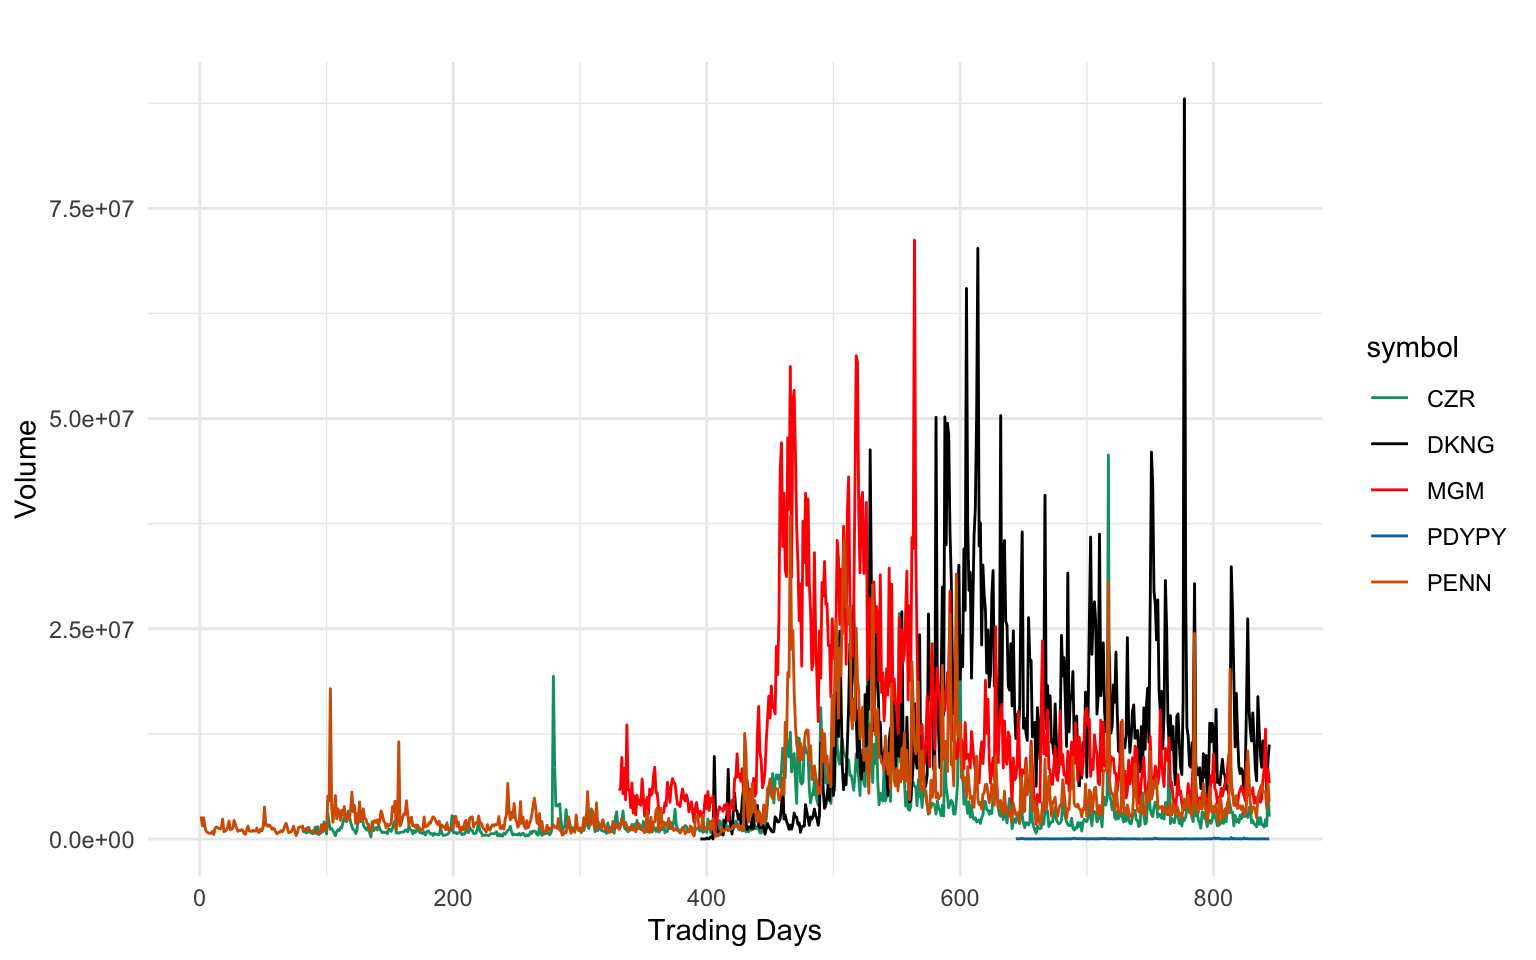 7.5e+07
5.0e+07
2.5e+07
0.0e+00
Volume
0
200
400
600
800
Trading Days
symbol
CZR
DKNG
MGM
PDYPY
PENN